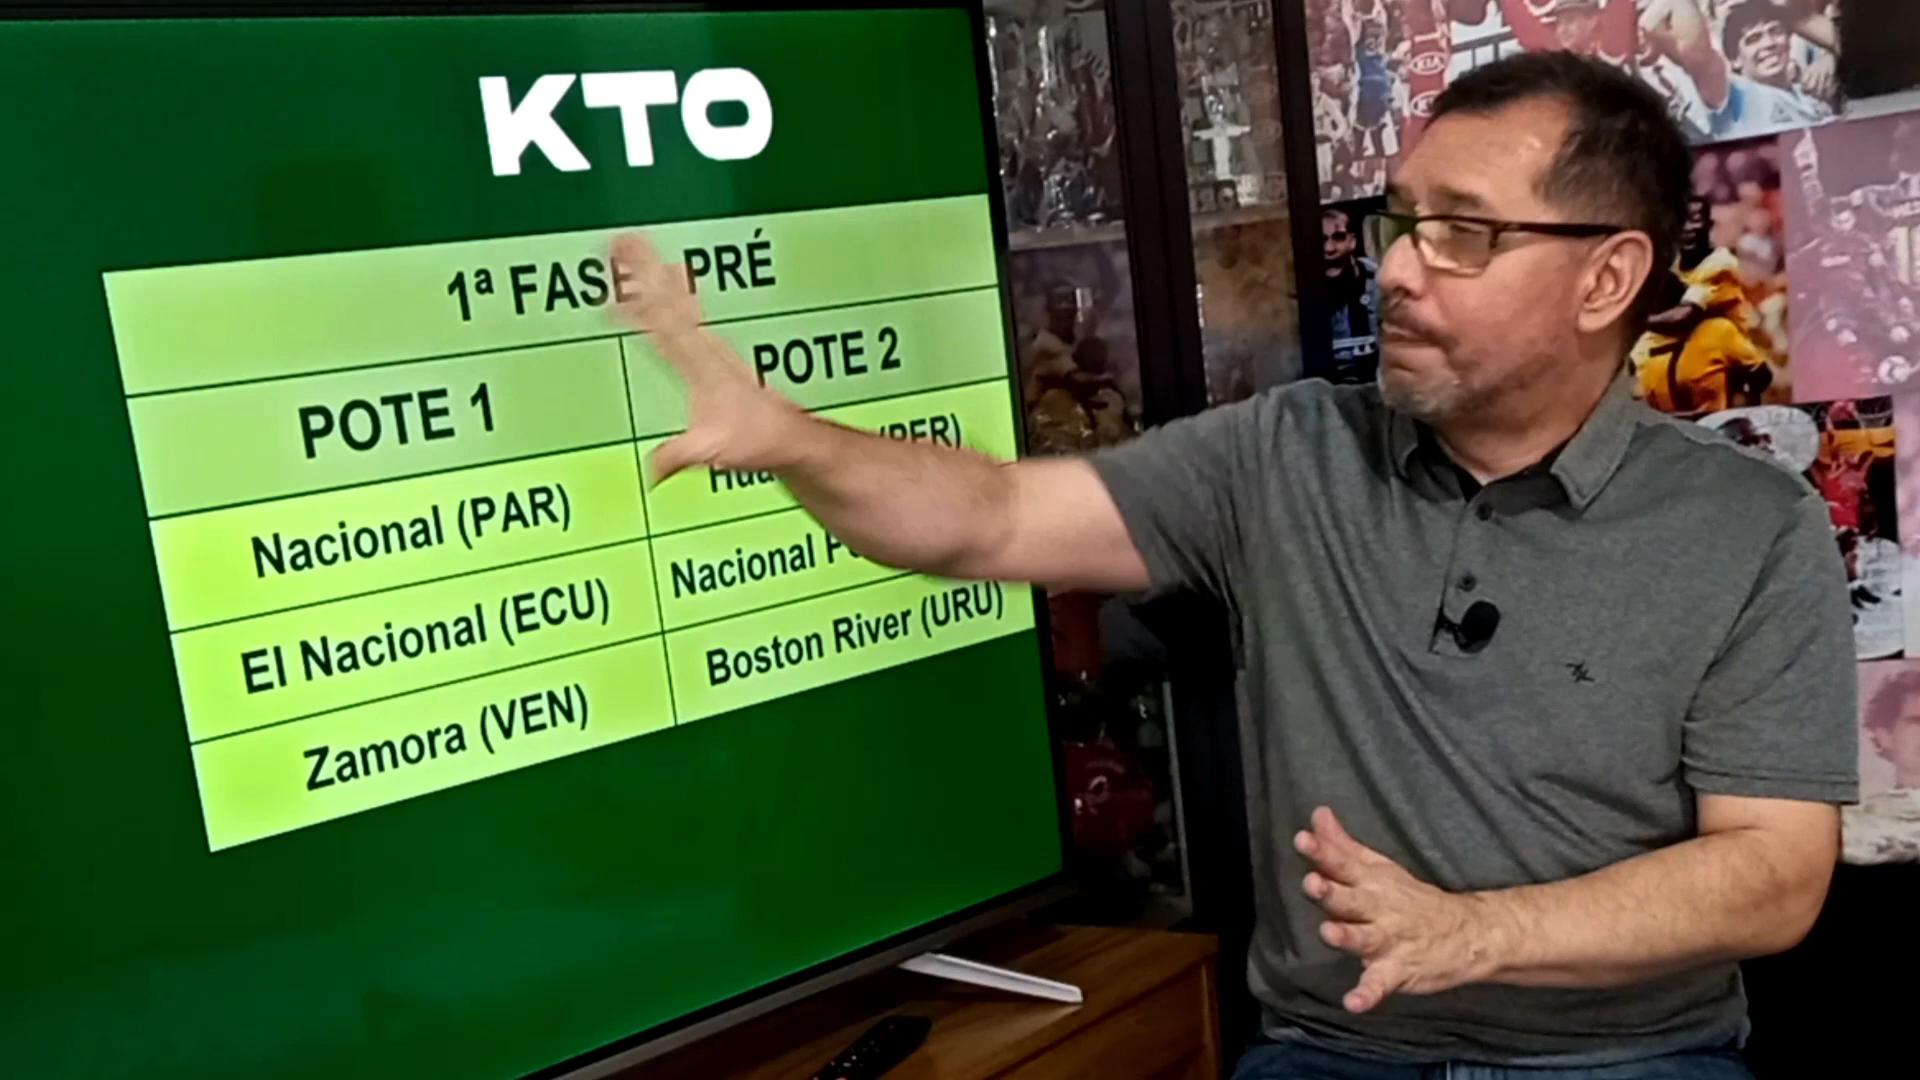 KTO
1ª FASE PRÉ
POTE 1
POTE 2
Nacional (PAR)
(PER)
El Nacional (ECU)
Nacional
Zamora (VEN)
Boston River (URU)
KIA